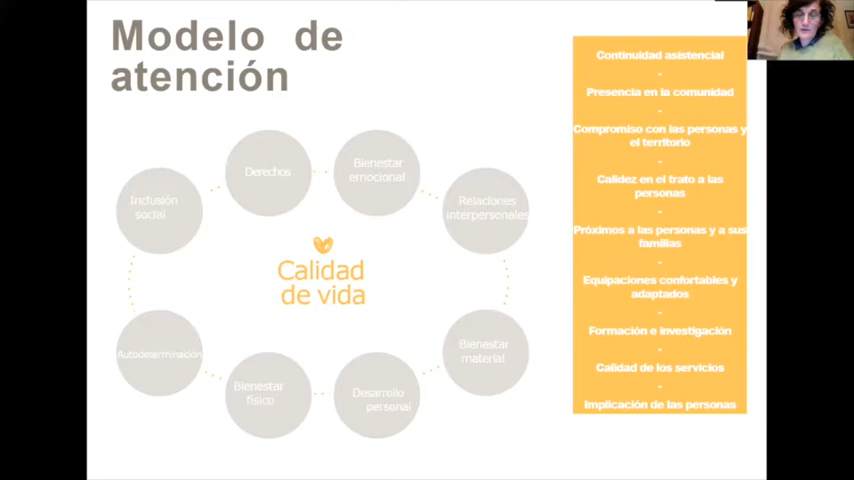 Modelo de
atención
Derechos
Bienestar
emocional
Inclusión
social
Relaciones
interpersonales
Calidad
de vida
Autodeterminación
Bienestar
material
Bienestar
físico
Desarrollo
personal
Continuidad asistencial
-
Presencia en la comunidad
-
Compromiso con las personas y
el territorio
-
Calidez en el trato a las
personas
-
Próximos a las personas y a sus
familias
-
Equipaciones confortables y
adaptados
-
Formación e investigación
-
Calidad de los servicios
-
Implicación de las personas